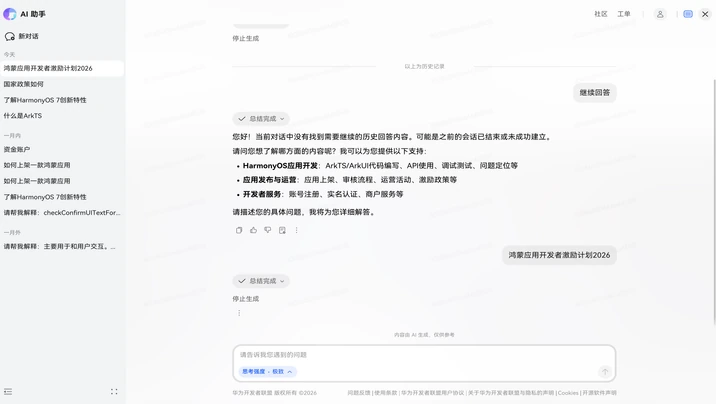 AI 助手
社区
工单
新对话
今天
鸿蒙应用开发者激励计划2026
国家政策如何
了解HarmonyOS 7创新特性
什么是ArkTS
一月内
资金账户
如何上架一款鸿蒙应用
如何上架一款鸿蒙应用
了解HarmonyOS 7创新特性
请帮我解释：checkConfirmUITextFor...
一月外
请帮我解释：主要用于和用户交互。...
停止生成
以上为历史记录
继续回答
总结完成
您好！当前对话中没有找到需要继续的历史回答内容。可能是之前的会话已结束或未成功建立。
请问您想了解哪方面的内容呢？我可以为您提供以下支持：
• HarmonyOS应用开发：ArkTS/ArkUI代码编写、API使用、调试测试、问题定位等
• 应用发布与运营：应用上架、审核流程、运营活动、激励政策等
• 开发者服务：账号注册、实名认证、商户服务等
请描述您的具体问题，我将为您详细解答。
鸿蒙应用开发者激励计划2026
总结完成
停止生成
内容由 AI 生成，仅供参考
请告诉我您遇到的问题
思考强度 · 极致
华为开发者联盟 版权所有 ©2026
问题反馈 | 使用条款 | 华为开发者联盟用户协议 | 关于华为开发者联盟与隐私的声明 | Cookies | 开源软件声明